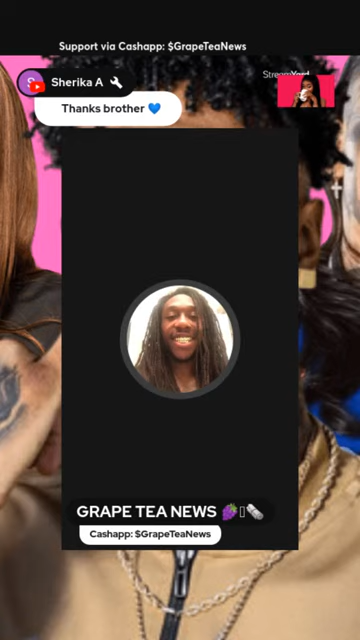 Support via Cashapp: $GrapeTeaNews
StreamYard
S Sherika A 🔧
Thanks brother 💙
GRAPE TEA NEWS 🍇▯🗞️
Cashapp: $GrapeTeaNews